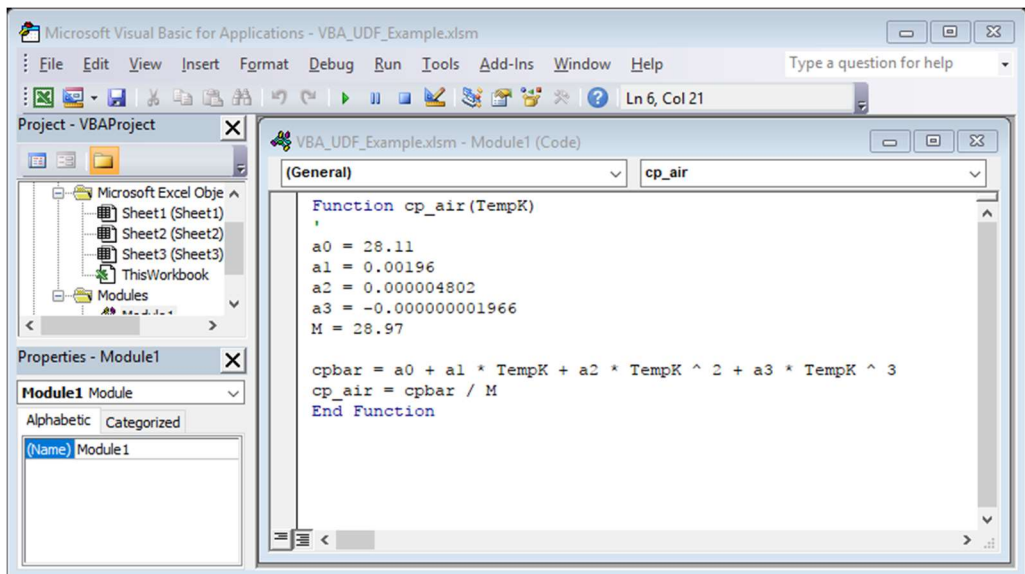 Microsoft Visual Basic for Applications - VBA_UDF_Example.xlsm
File Edit View Insert Format Debug Run Tools Add-Ins Window Help
Type a question for help
Ln 6, Col 21
Project - VBAProject
Microsoft Excel Obje
Sheet1 (Sheet1)
Sheet2 (Sheet2)
Sheet3 (Sheet3)
ThisWorkbook
Modules
Module1
Properties - Module1
Module1 Module
Alphabetic Categorized
(Name) Module1
VBA_UDF_Example.xlsm - Module1 (Code)
(General) cp_air
Function cp_air(TempK)
'
a0 = 28.11
a1 = 0.00196
a2 = 0.000004802
a3 = -0.000000001966
M = 28.97
cpbar = a0 + a1 * TempK + a2 * TempK ^ 2 + a3 * TempK ^ 3
cp_air = cpbar / M
End Function